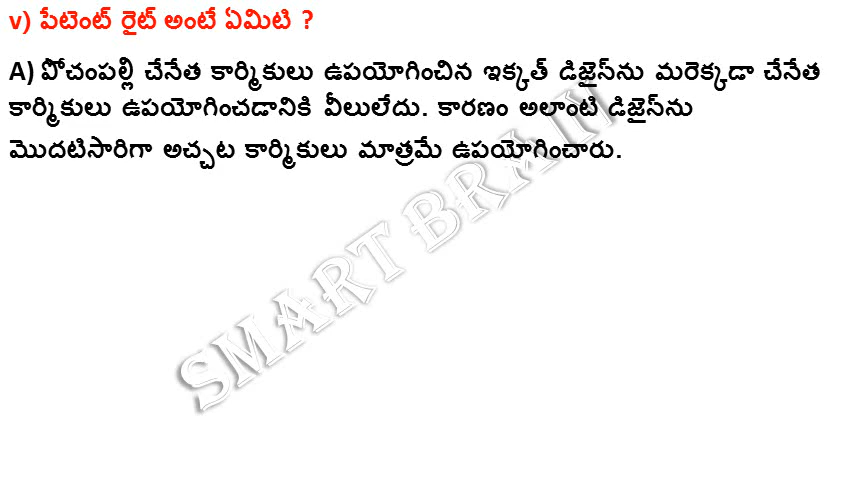 v) పేటెంట్ రైట్ అంటే ఏమిటి ?
A) పోచంపల్లి చేనేత కార్మికులు ఉపయోగించిన ఇక్కత్ డిజైన్‌ను మరెక్కడా చేనేత
కార్మికులు ఉపయోగించడానికి వీలులేదు. కారణం అలాంటి డిజైన్‌ను
మొదటిసారిగా అచ్చట కార్మికులు మాత్రమే ఉపయోగించారు.
SMART BRAIN